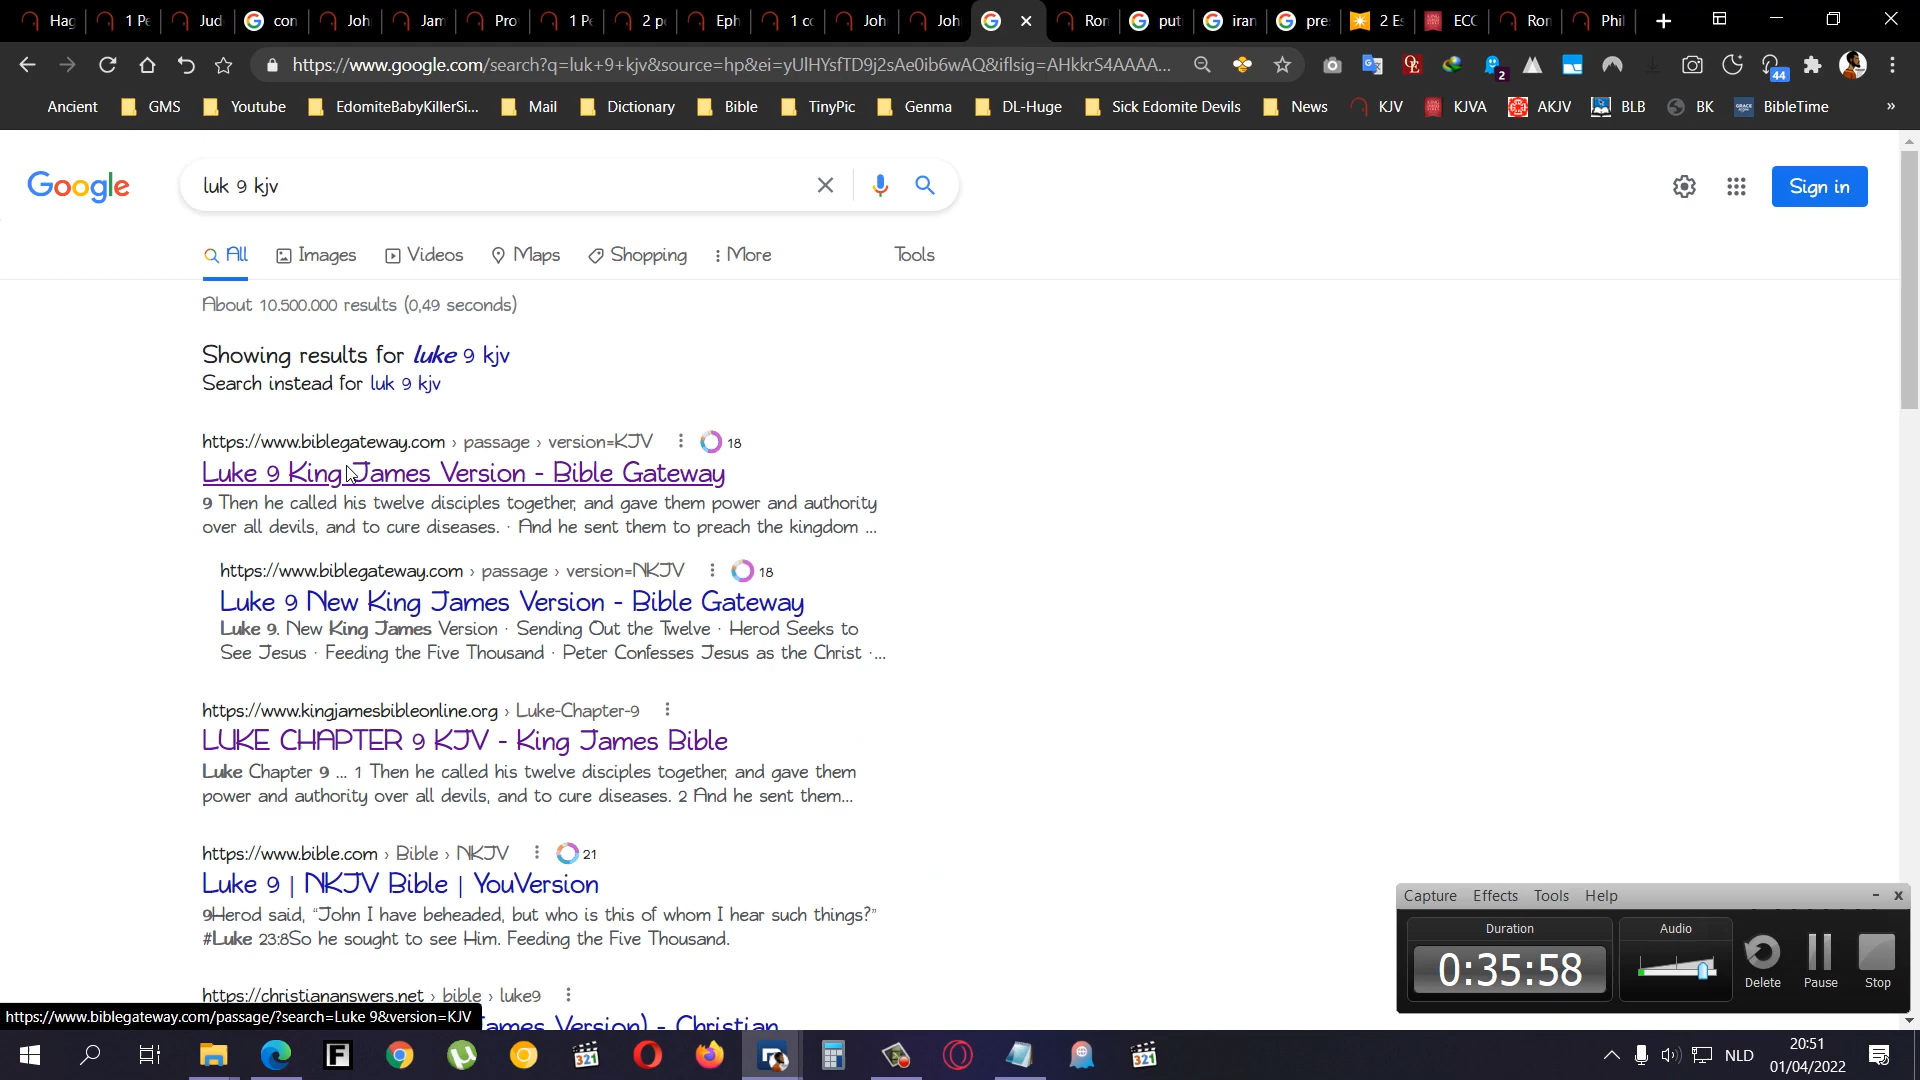 Hag
1 Pe
Jud
con
Joh
Jam
Pro
1 Pe
2 pe
Eph
1 co
Joh
Joh
Ron
put
iran
pre
2 Es
ECC
Ron
Phil
https://www.google.com/search?q=luk+9+kjv&source=hp&ei=yUlHYsfTD9j2sAe0ib6wAQ&iflsig=AHkkrS4AAAA...
2
44
Ancient
GMS
Youtube
EdomiteBabyKillerSi...
Mail
Dictionary
Bible
TinyPic
Genma
DL-Huge
Sick Edomite Devils
News
KJV
KJVA
AKJV
BLB
BK
BibleTime
»
Google
luk 9 kjv
Sign in
All
Images
Videos
Maps
Shopping
More
Tools
About 10.500.000 results (0,49 seconds)
Showing results for luke 9 kjv
Search instead for luk 9 kjv
https://www.biblegateway.com › passage › version=KJV 18
Luke 9 King James Version - Bible Gateway
9 Then he called his twelve disciples together, and gave them power and authority
over all devils, and to cure diseases. · And he sent them to preach the kingdom ...
https://www.biblegateway.com › passage › version=NKJV 18
Luke 9 New King James Version - Bible Gateway
Luke 9. New King James Version · Sending Out the Twelve · Herod Seeks to
See Jesus · Feeding the Five Thousand · Peter Confesses Jesus as the Christ ·...
https://www.kingjamesbibleonline.org › Luke-Chapter-9
LUKE CHAPTER 9 KJV - King James Bible
Luke Chapter 9 ... 1 Then he called his twelve disciples together, and gave them
power and authority over all devils, and to cure diseases. 2 And he sent them...
https://www.bible.com › Bible › NKJV 21
Luke 9 | NKJV Bible | YouVersion
9Herod said, “John I have beheaded, but who is this of whom I hear such things?”
#Luke 23:8So he sought to see Him. Feeding the Five Thousand.
https://christiananswers.net › bible › luke9
James Version) - Christian
https://www.biblegateway.com/passage/?search=Luke 9&version=KJV
Capture
Effects
Tools
Help
Duration
0:35:58
Audio
Delete
Pause
Stop
F
321
321
NLD
20:51
01/04/2022